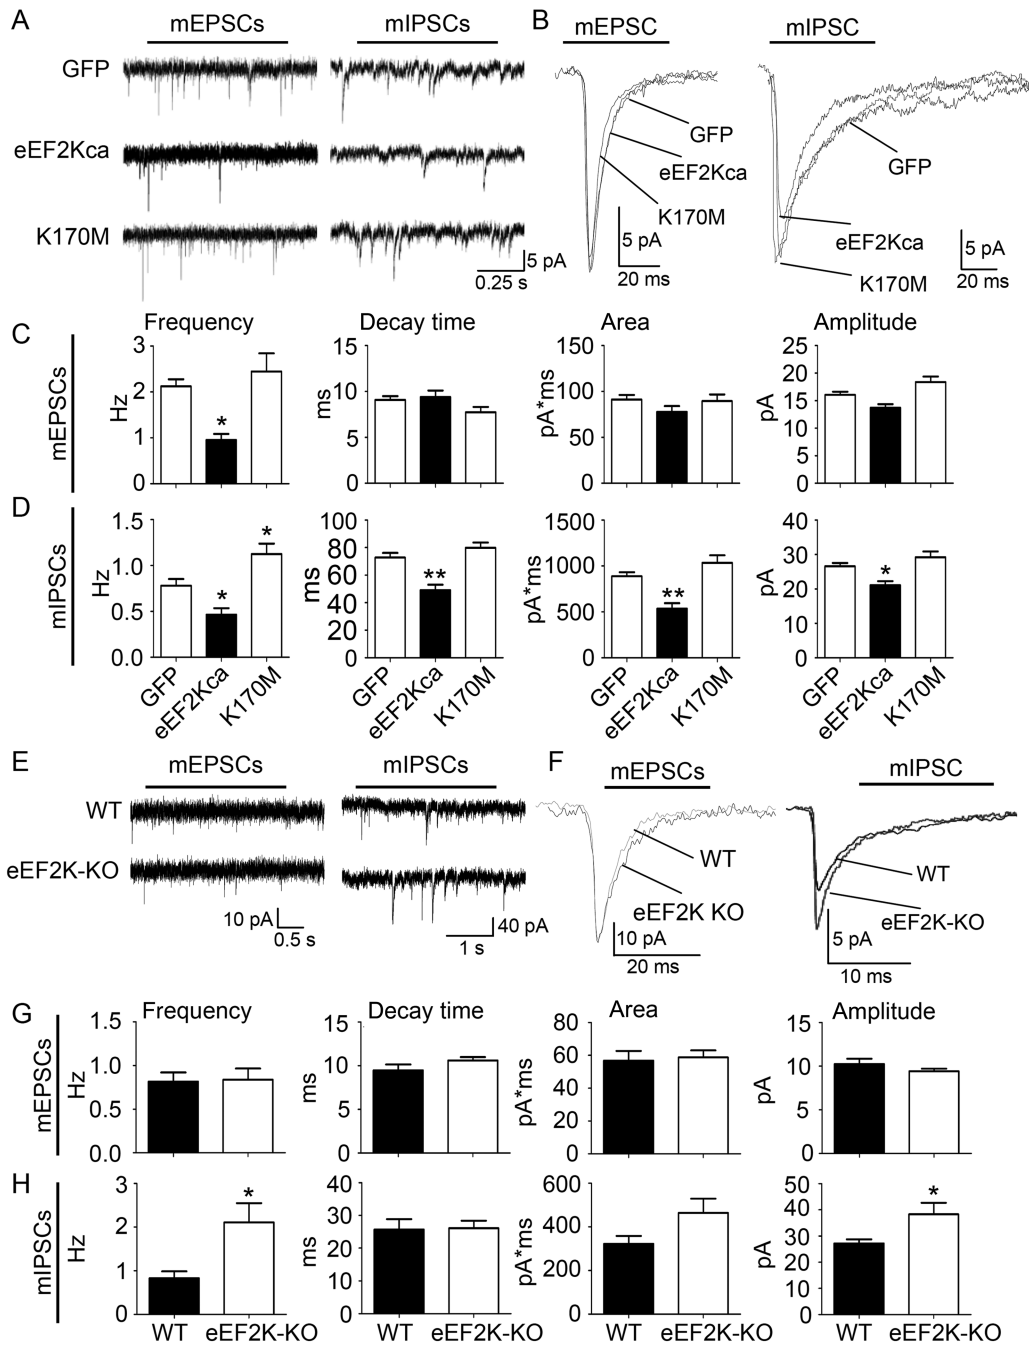 A
mEPSCs
mIPSCs
GFP
eEF2Kca
K170M
5 pA
0.25 s
B
mEPSC
mIPSC
GFP
eEF2Kca
K170M
5 pA
20 ms
GFP
eEF2Kca
K170M
5 pA
20 ms
C
mEPSCs
Frequency
Hz
3
2
1
0
*
Decay time
ms
15
10
5
0
Area
pA*ms
150
100
50
0
Amplitude
pA
25
20
15
10
5
0
D
mIPSCs
Hz
1.5
1.0
0.5
0.0
*
*
GFP
eEF2Kca
K170M
ms
100
80
60
40
20
0
**
GFP
eEF2Kca
K170M
pA*ms
1500
1000
500
0
**
GFP
eEF2Kca
K170M
pA
40
30
20
10
0
*
GFP
eEF2Kca
K170M
E
mEPSCs
mIPSCs
WT
eEF2K-KO
10 pA
0.5 s
40 pA
1 s
F
mEPSCs
mIPSC
WT
eEF2K KO
10 pA
20 ms
WT
eEF2K-KO
5 pA
10 ms
G
mEPSCs
Frequency
Hz
1.5
1.0
0.5
0.0
Decay time
ms
15
10
5
0
Area
pA*ms
80
60
40
20
0
Amplitude
pA
15
10
5
0
H
mIPSCs
Hz
3
2
1
0
*
WT
eEF2K-KO
ms
40
30
20
10
0
WT
eEF2K-KO
pA*ms
600
400
200
0
WT
eEF2K-KO
pA
50
40
30
20
10
0
*
WT
eEF2K-KO